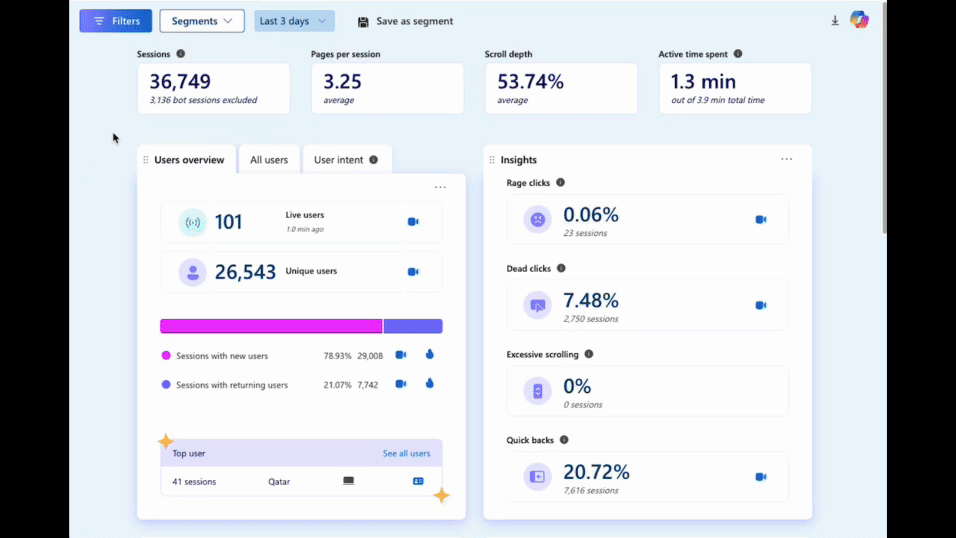 Filters
Segments
Last 3 days
Save as segment
Sessions
36,749
3,136 bot sessions excluded
Pages per session
3.25
average
Scroll depth
53.74%
average
Active time spent
1.3 min
out of 3.9 min total time
Users overview
All users
User intent
101
Live users
1.0 min ago
26,543
Unique users
Sessions with new users 78.93% 29,008
Sessions with returning users 21.07% 7,742
Top user See all users
41 sessions Qatar
Insights
Rage clicks
0.06%
23 sessions
Dead clicks
7.48%
2,750 sessions
Excessive scrolling
0%
0 sessions
Quick backs
20.72%
7,616 sessions